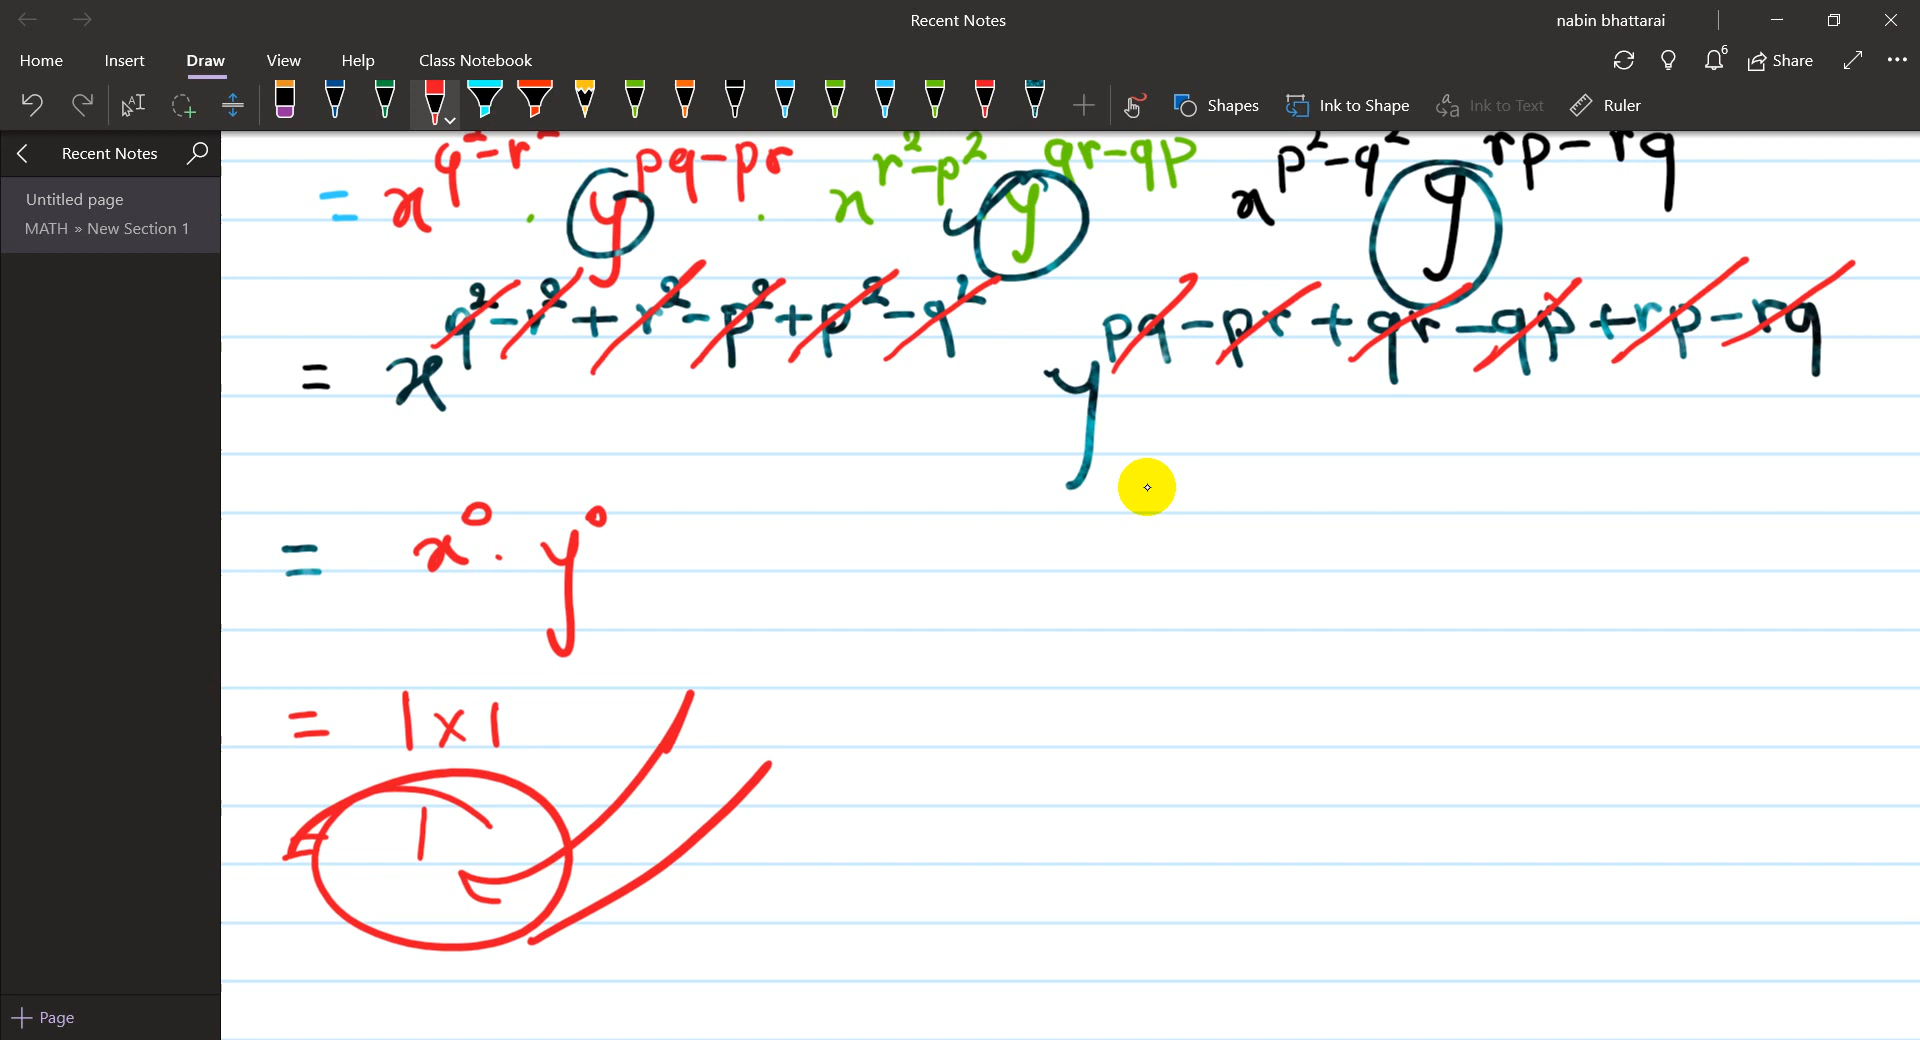 Recent Notes
nabin bhattarai
Home Insert Draw View Help Class Notebook
6
Share
Shapes Ink to Shape Ink to Text Ruler
Recent Notes
Untitled page
MATH » New Section 1
= x^{q²-r²} . y^{pq-pr} . x^{r²-p²} y^{qr-qp} x^{p²-q²} y^{rp-rq}
= x^{q²-r²+r²-p²+p²-q²} y^{pq-pr+qr-qp+rp-rq}
= x⁰ . y⁰
= 1 x 1
= 1
Page